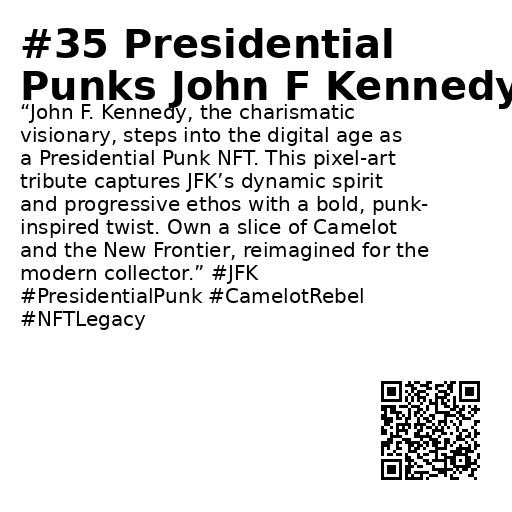 #35 Presidential
Punks John F Kennedy
“John F. Kennedy, the charismatic
visionary, steps into the digital age as
a Presidential Punk NFT. This pixel-art
tribute captures JFK’s dynamic spirit
and progressive ethos with a bold, punk-
inspired twist. Own a slice of Camelot
and the New Frontier, reimagined for the
modern collector.” #JFK
#PresidentialPunk #CamelotRebel
#NFTLegacy